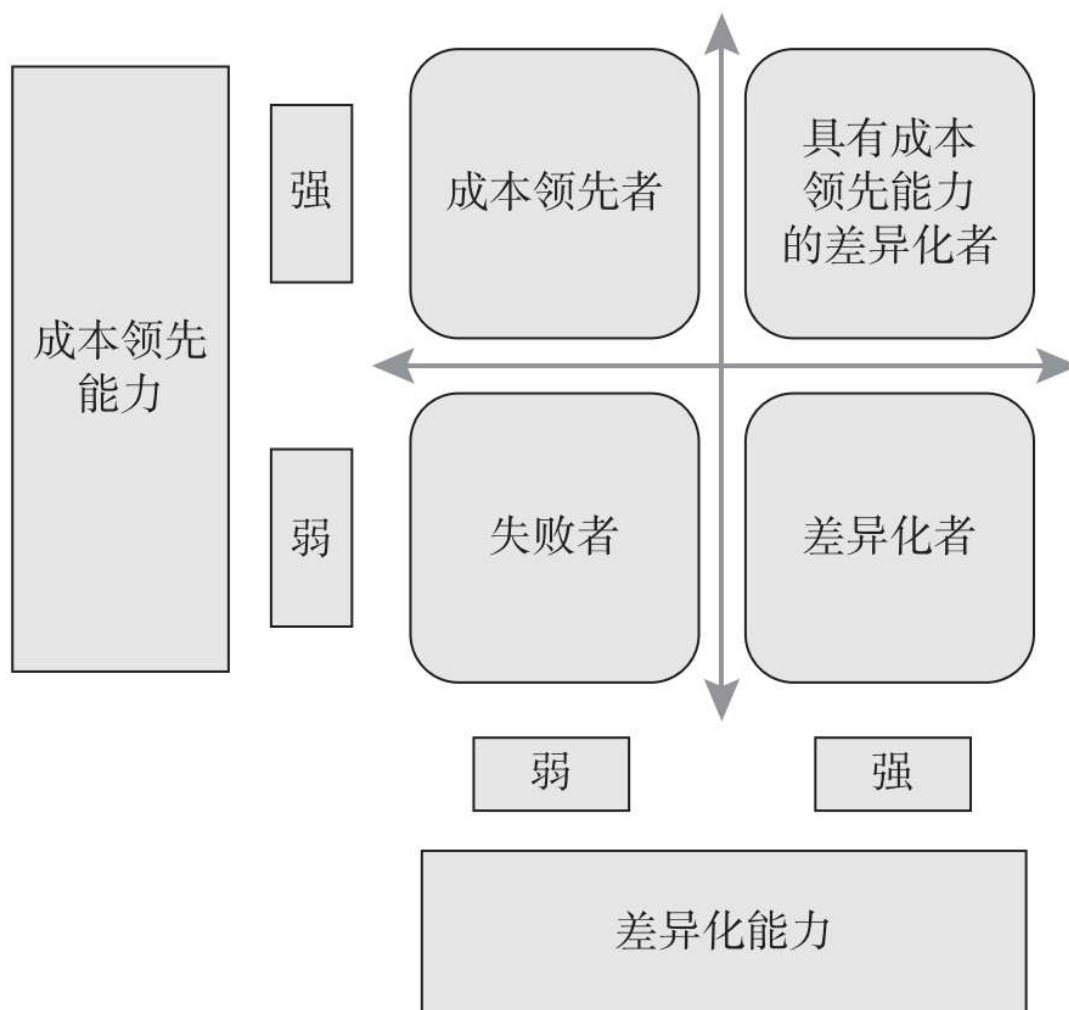 成本领先
能力
强
成本领先者
具有成本
领先能力
的差异化者
弱
失败者
差异化者
弱
强
差异化能力